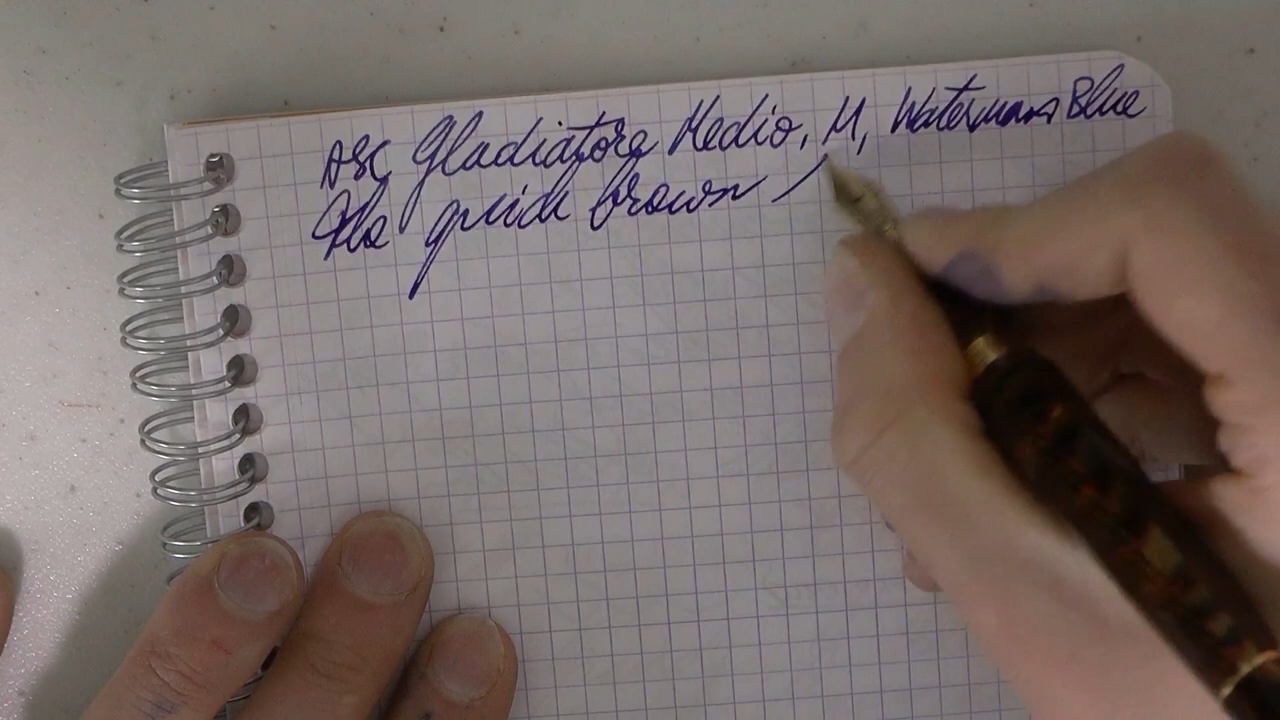 ASC Gladiatore Medio, M, Waterman Blue
The quick brown